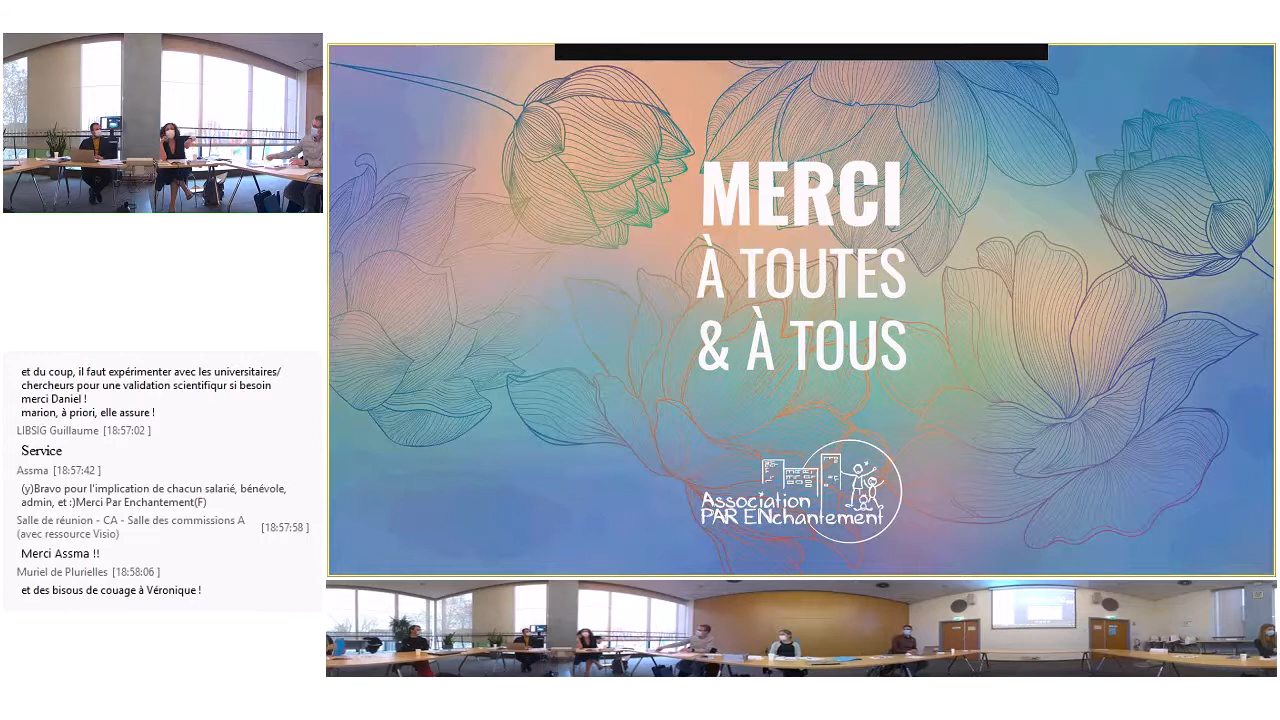 MERCI
À TOUTES
& À TOUS
Association
PAR ENchantement
et du coup, il faut expérimenter avec les universitaires/
chercheurs pour une validation scientifiqur si besoin
merci Daniel !
marion, à priori, elle assure !
LIBSIG Guillaume [18:57:02 ]
Service
Assma [18:57:42 ]
(y)Bravo pour l'implication de chacun salarié, bénévole,
admin, et :)Merci Par Enchantement(F)
Salle de réunion - CA - Salle des commissions A
(avec ressource Visio) [18:57:58 ]
Merci Assma !!
Muriel de Plurielles [18:58:06 ]
et des bisous de couage à Véronique !